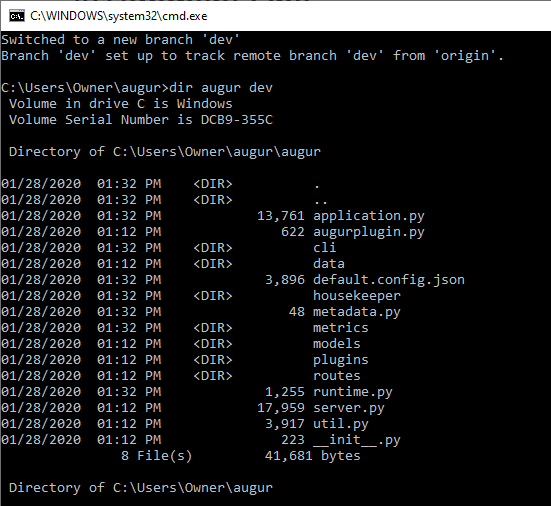 C:\WINDOWS\system32\cmd.exe
Switched to a new branch 'dev'
Branch 'dev' set up to track remote branch 'dev' from 'origin'.
C:\Users\Owner\augur>dir augur dev
 Volume in drive C is Windows
 Volume Serial Number is DCB9-355C
 Directory of C:\Users\Owner\augur\augur
01/28/2020  01:32 PM    <DIR>          .
01/28/2020  01:32 PM    <DIR>          ..
01/28/2020  01:32 PM            13,761 application.py
01/28/2020  01:12 PM               622 augurplugin.py
01/28/2020  01:32 PM    <DIR>          cli
01/28/2020  01:12 PM    <DIR>          data
01/28/2020  01:32 PM             3,896 default.config.json
01/28/2020  01:12 PM    <DIR>          housekeeper
01/28/2020  01:32 PM                48 metadata.py
01/28/2020  01:32 PM    <DIR>          metrics
01/28/2020  01:12 PM    <DIR>          models
01/28/2020  01:12 PM    <DIR>          plugins
01/28/2020  01:12 PM    <DIR>          routes
01/28/2020  01:32 PM             1,255 runtime.py
01/28/2020  01:12 PM            17,959 server.py
01/28/2020  01:12 PM             3,917 util.py
01/28/2020  01:12 PM               223 __init__.py
               8 File(s)         41,681 bytes
 Directory of C:\Users\Owner\augur